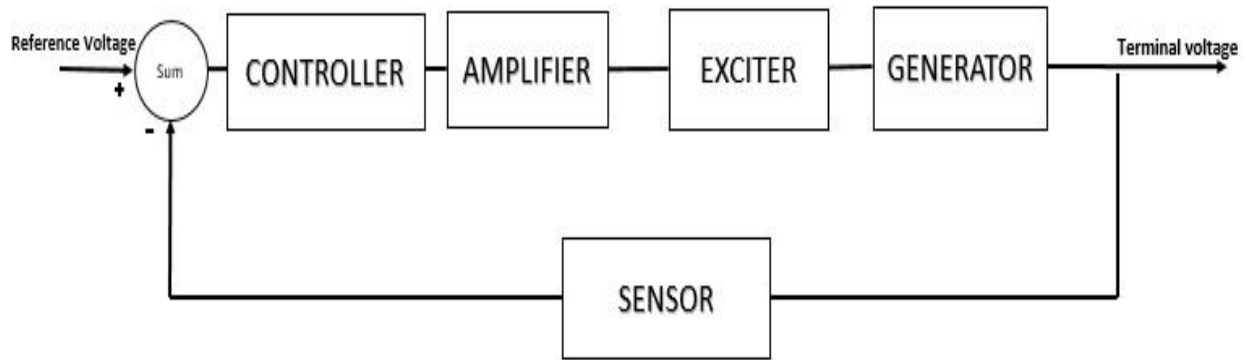 Reference Voltage
+
-
Sum
CONTROLLER
AMPLIFIER
EXCITER
GENERATOR
Terminal voltage
SENSOR